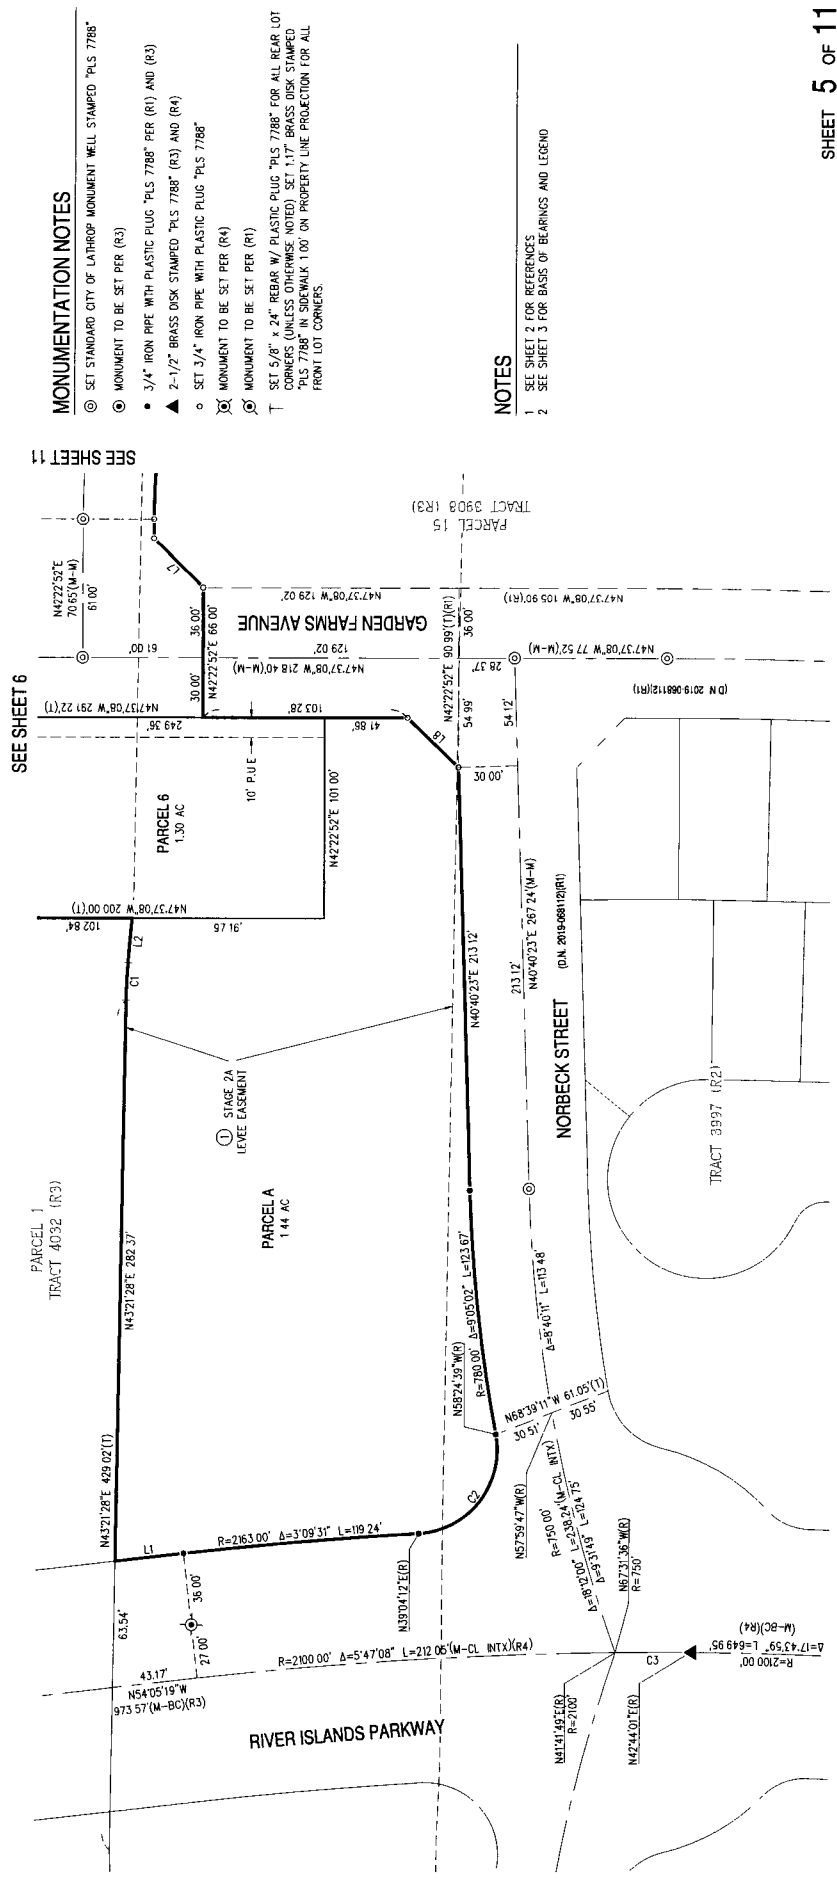 MONUMENTATION NOTES
SET STANDARD CITY OF LATHROP MONUMENT WELL STAMPED "PLS 7788"
MONUMENT TO BE SET PER (R3)
3/4" IRON PIPE WITH PLASTIC PLUG "PLS 7788" PER (R1) AND (R3)
2-1/2" BRASS DISK STAMPED "PLS 7788" (R3) AND (R4)
SET 3/4" IRON PIPE WITH PLASTIC PLUG "PLS 7788"
MONUMENT TO BE SET PER (R4)
MONUMENT TO BE SET PER (R1)
SET 5/8" x 24" REBAR W/ PLASTIC PLUG "PLS 7788" FOR ALL REAR LOT
CORNERS (UNLESS OTHERWISE NOTED) SET 1.17" BRASS DISK STAMPED
"PLS 7788" IN SIDEWALK 1 00' ON PROPERTY LINE PROJECTION FOR ALL
FRONT LOT CORNERS.
NOTES
1 SEE SHEET 2 FOR REFERENCES
2 SEE SHEET 3 FOR BASIS OF BEARINGS AND LEGEND
SHEET 5 OF 11
SEE SHEET 11
SEE SHEET 6
N42°22'52"E
70 65'(M-M)
61 00'
L7
PARCEL 15
TRACT 3908 (R3)
N47°37'08"W 129 02'
N47°37'08"W 105 90'(R1)
GARDEN FARMS AVENUE
36 00'
N42°22'52"E 66 00'
30 00'
61 00'
129 02'
N47°37'08"W 218 40'(M-M)
N42°22'52"E 90 99'(T)(R1)
36 00'
54 99'
28 37'
54 12'
N47°37'08"W 77 52'(M-M)
(D N 2019-068112)(R1)
N47°37'08"W 291 22'(T)
249 36'
103 28'
41 86'
L8
30 00'
10' P.U E
PARCEL 6
1.30 AC
N42°22'52"E 101 00'
N47°37'08"W 200 00'(T)
102 84'
L2
C1
1 STAGE 2A
LEVEE EASEMENT
N40°40'23"E 213 12'
213 12'
N40°40'23"E 267 24'(M-M)
NORBECK STREET
(D.N. 2019-068112)(R1)
TRACT 3997 (R2)
PARCEL 1
TRACT 4032 (R3)
N43°21'28"E 282 37'
PARCEL A
1 44 AC
R=780 00' Δ=9°05'02" L=123 67'
N58°24'39"W(R)
Δ=8°40'11" L=113 48'
N68°39'11"W 61.05'(T)
30 51'
30 55'
N43°21'28"E 429 02'(T)
L1
R=2163 00' Δ=3°09'31" L=119 24'
C2
N39°04'12"E(R)
N57°59'47"W(R)
R=750 00'
Δ=18°12'00" L=238.24'(M-CL INTX)
Δ=9°31'49" L=124 75'
N67°31'36"W(R)
R=750'
63.54'
36 00'
27 00'
43.17'
N54°05'19"W
973 57'(M-BC)(R3)
R=2100 00' Δ=5°47'08" L=212 05'(M-CL INTX)(R4)
RIVER ISLANDS PARKWAY
N41°41'49"E(R)
R=2100'
C3
N42°44'01"E(R)
R=2100 00'
Δ=17°43'59" L=649 95'
(M-BC)(R4)